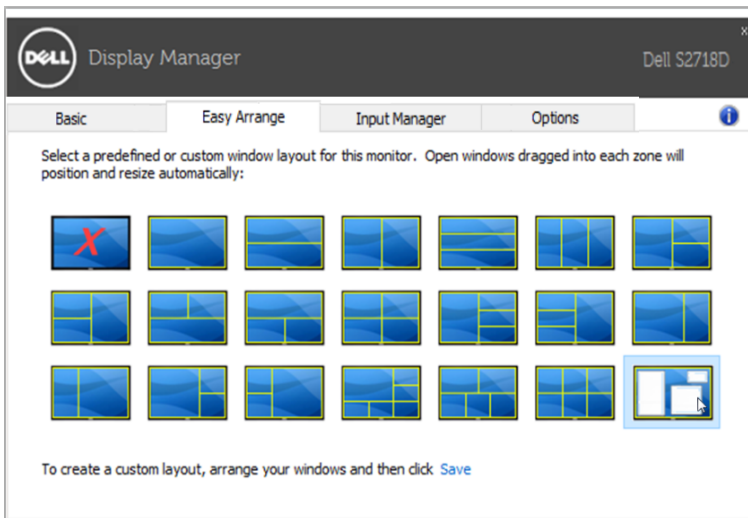 DELL Display Manager
x
Dell S2718D
Basic Easy Arrange Input Manager Options i
Select a predefined or custom window layout for this monitor. Open windows dragged into each zone will
position and resize automatically:
X
To create a custom layout, arrange your windows and then click Save